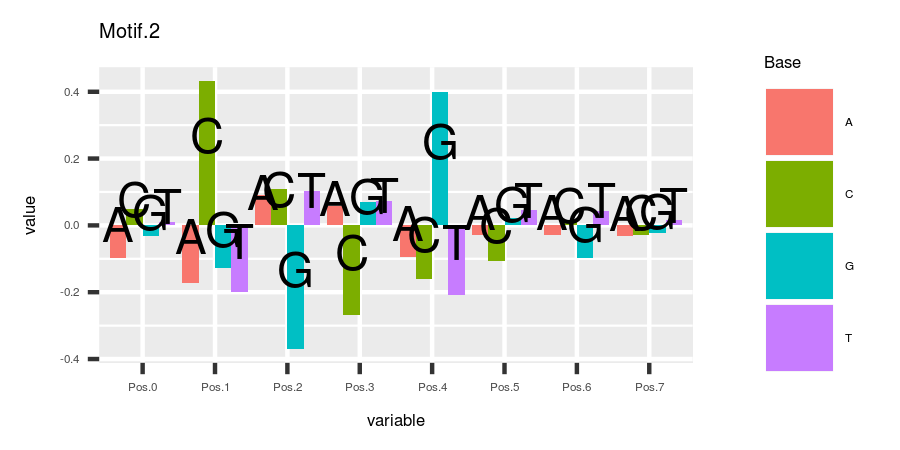 Motif.2
Base
0.4
0.2
0.0
-0.2
-0.4
value
A C G T
A C G T
A C G T
A C G T
A C G T
A C G T
A C G T
A C G T
Pos.0 Pos.1 Pos.2 Pos.3 Pos.4 Pos.5 Pos.6 Pos.7
variable
A
C
G
T